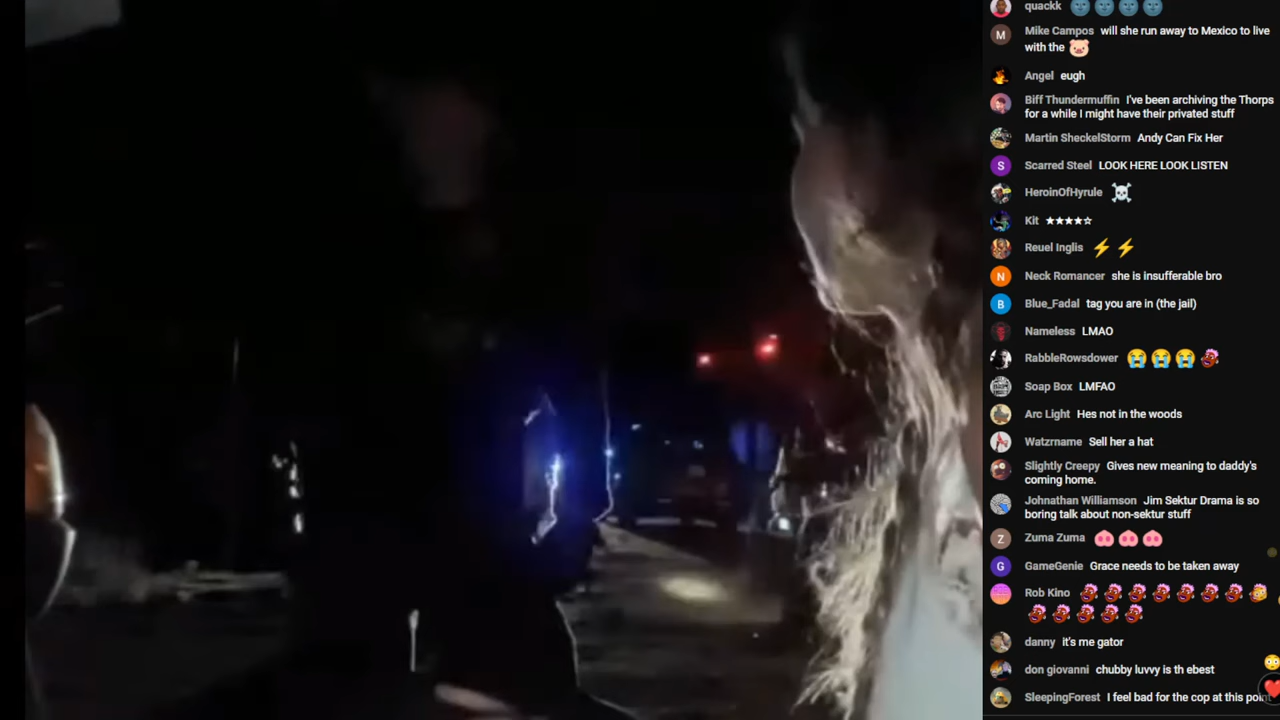 quackk
Mike Campos will she run away to Mexico to live
with the
M
Angel eugh
Biff Thundermuffin I've been archiving the Thorps
for a while I might have their privated stuff
Martin SheckelStorm Andy Can Fix Her
S Scarred Steel LOOK HERE LOOK LISTEN
HeroinOfHyrule
Kit ★★★★☆
Reuel Inglis
N Neck Romancer she is insufferable bro
B Blue_Fadal tag you are in (the jail)
Nameless LMAO
RabbleRowsdower
Soap Box LMFAO
Arc Light Hes not in the woods
Watzrname Sell her a hat
Slightly Creepy Gives new meaning to daddy's
coming home.
Johnathan Williamson Jim Sektur Drama is so
boring talk about non-sektur stuff
Z Zuma Zuma
G GameGenie Grace needs to be taken away
Rob Kino
danny it's me gator
don giovanni chubby luvvy is th ebest
SleepingForest I feel bad for the cop at this point